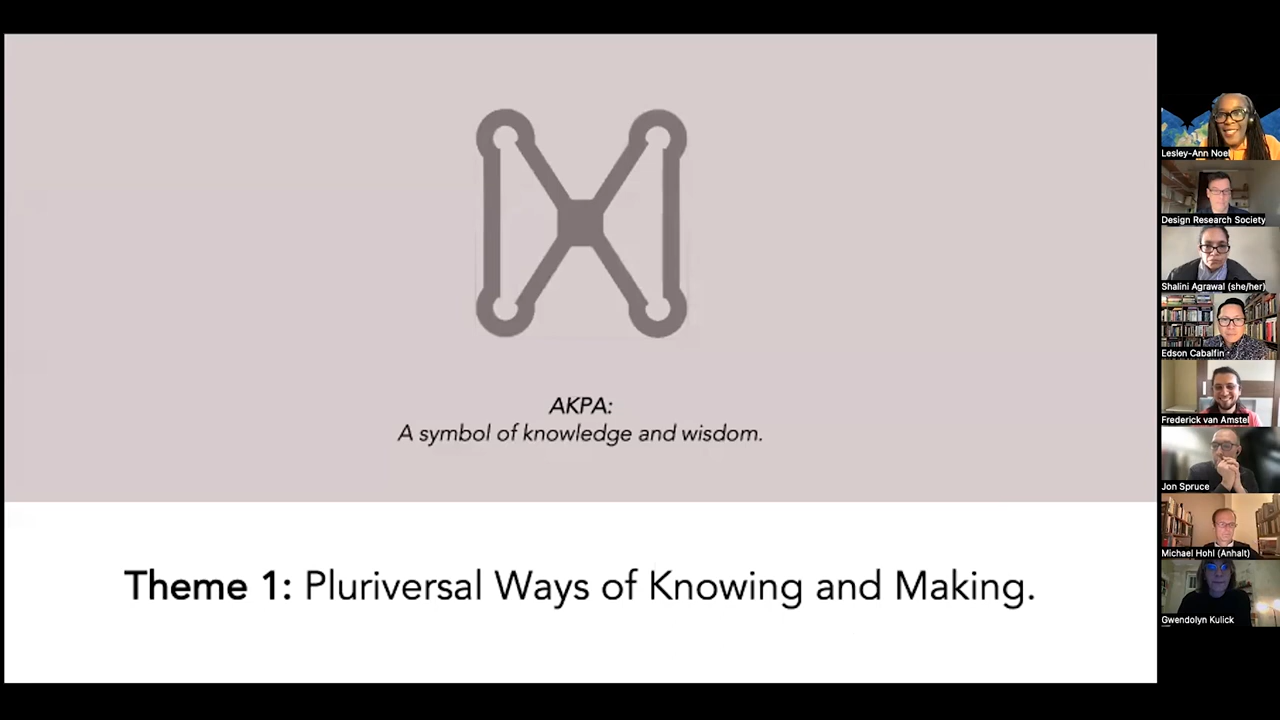 AKPA:
A symbol of knowledge and wisdom.
Theme 1: Pluriversal Ways of Knowing and Making.
Lesley-Ann Noel
Design Research Society
Shalini Agrawal (she/her)
Edson Cabalfin
Frederick van Amstel
Jon Spruce
Michael Hohl (Anhalt)
Gwendolyn Kulick